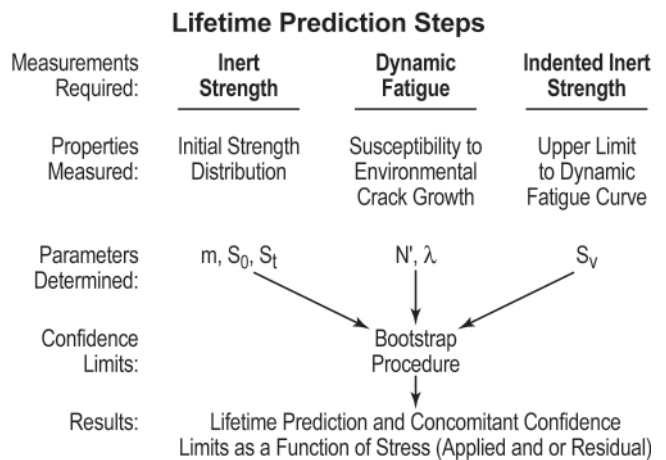 Lifetime Prediction Steps
Measurements Required: Inert Strength Dynamic Fatigue Indented Inert Strength
Properties Measured: Initial Strength Distribution Susceptibility to Environmental Crack Growth Upper Limit to Dynamic Fatigue Curve
Parameters Determined: m, S₀, Sₜ N', λ Sᵥ
Confidence Limits: Bootstrap Procedure
Results: Lifetime Prediction and Concomitant Confidence
Limits as a Function of Stress (Applied and or Residual)